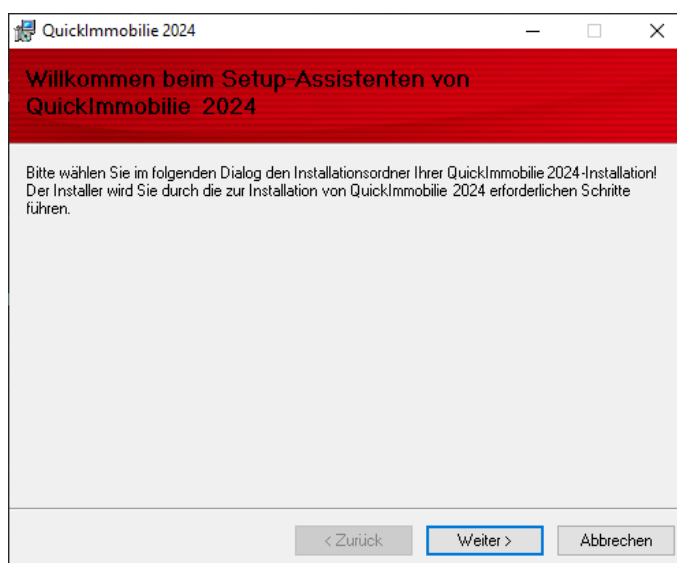 QuickImmobilie 2024
Willkommen beim Setup-Assistenten von
QuickImmobilie 2024
Bitte wählen Sie im folgenden Dialog den Installationsordner Ihrer QuickImmobilie 2024-Installation!
Der Installer wird Sie durch die zur Installation von QuickImmobilie 2024 erforderlichen Schritte
führen.
< Zurück Weiter > Abbrechen